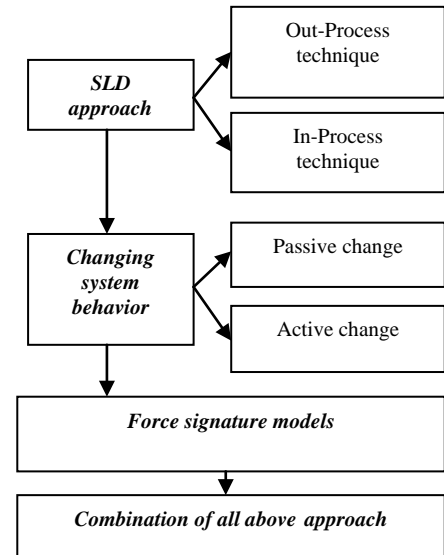 Out-Process
technique
SLD
approach
In-Process
technique
Changing
system
behavior
Passive change
Active change
Force signature models
Combination of all above approach